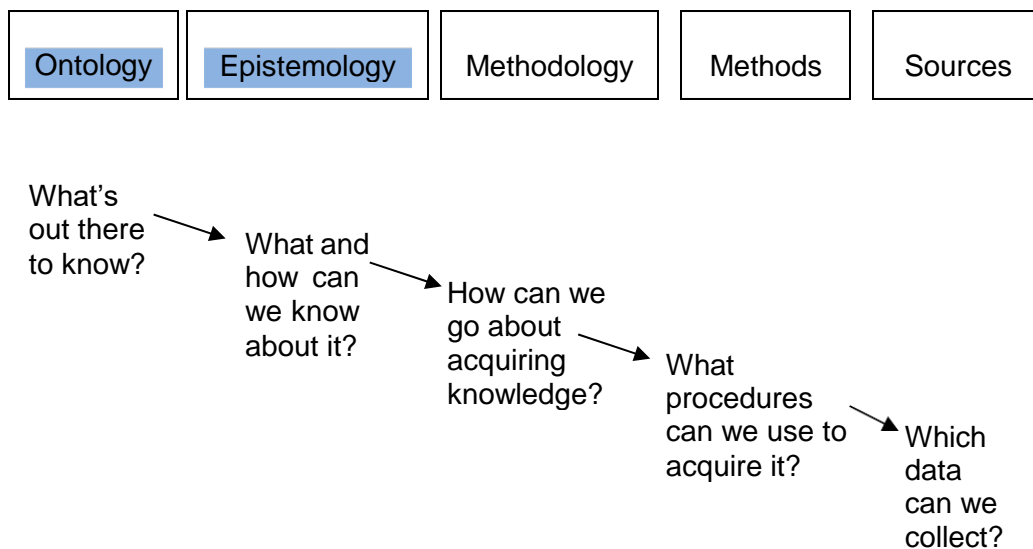 Ontology
Epistemology
Methodology
Methods
Sources
What’s
out there
to know?
What and
how can
we know
about it?
How can we
go about
acquiring
knowledge?
What
procedures
can we use to
acquire it?
Which
data
can we
collect?